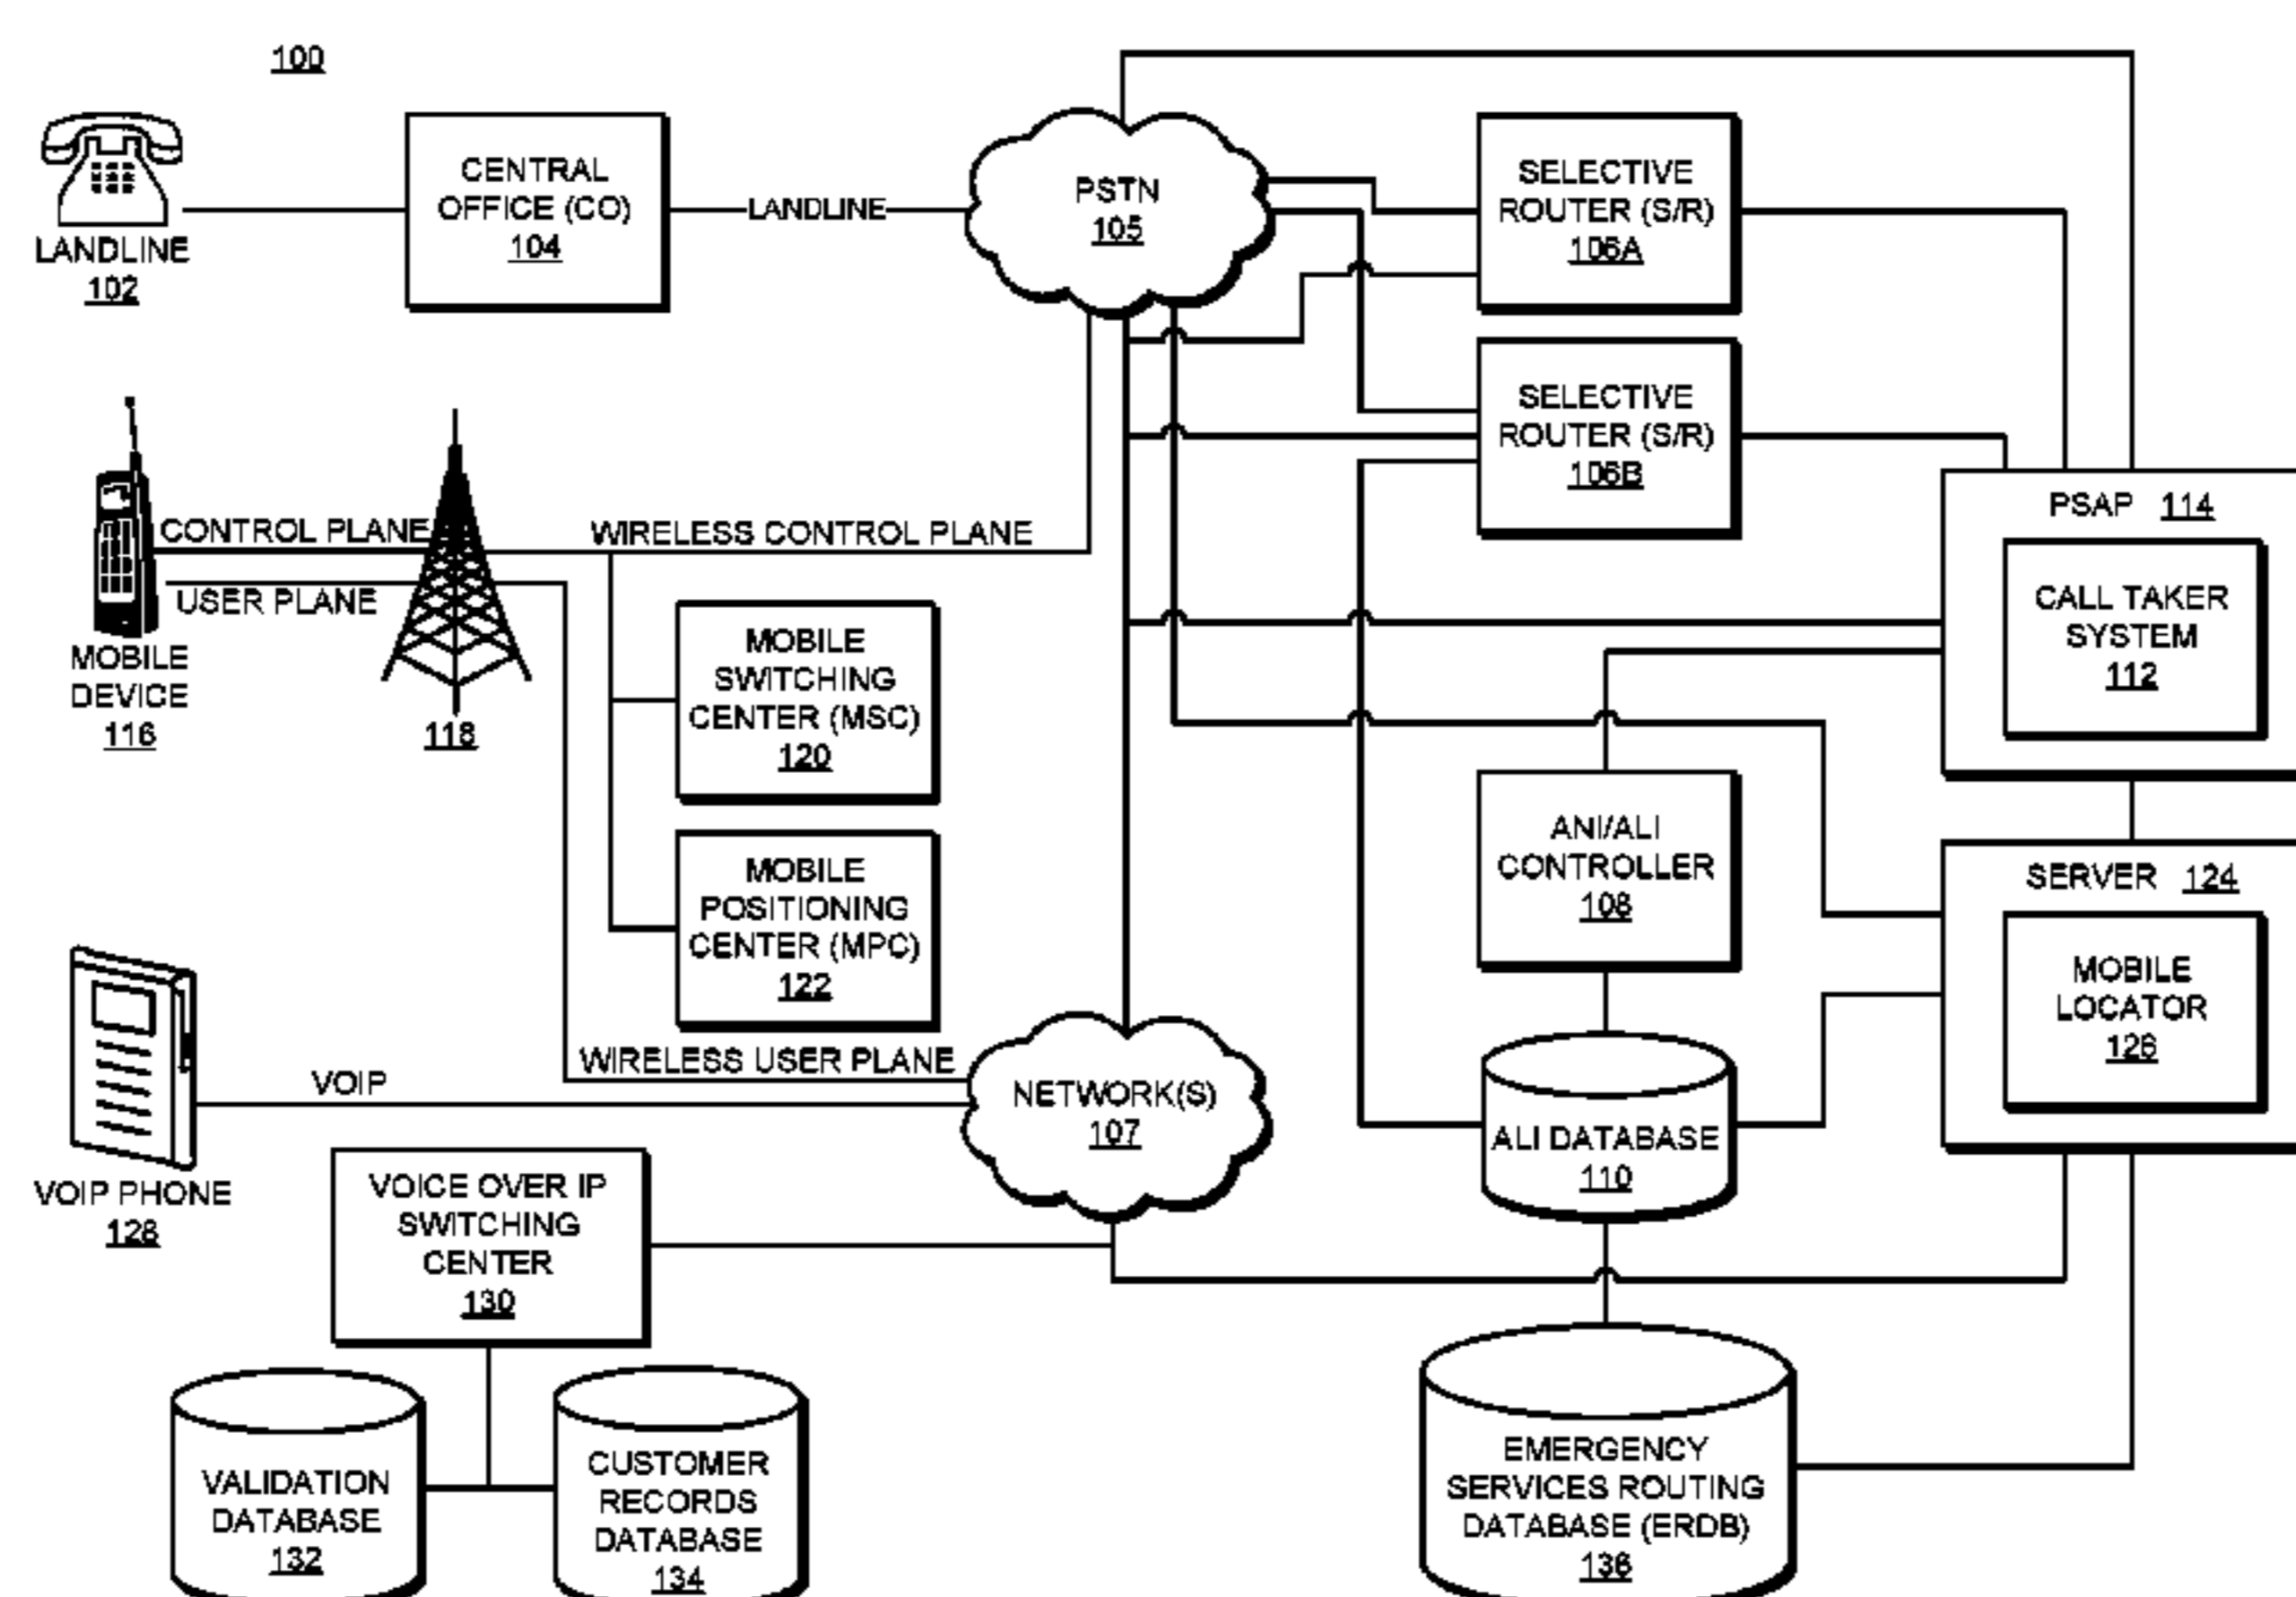 100
LANDLINE
102
CENTRAL
OFFICE (CO)
104
LANDLINE
PSTN
105
SELECTIVE
ROUTER (S/R)
106A
SELECTIVE
ROUTER (S/R)
106B
PSAP 114
CALL TAKER
SYSTEM
112
CONTROL PLANE
USER PLANE
MOBILE
DEVICE
116
118
WIRELESS CONTROL PLANE
MOBILE
SWITCHING
CENTER (MSC)
120
MOBILE
POSITIONING
CENTER (MPC)
122
WIRELESS USER PLANE
ANI/ALI
CONTROLLER
108
SERVER 124
MOBILE
LOCATOR
126
VOIP
VOIP PHONE
128
NETWORK(S)
107
ALI DATABASE
110
VOICE OVER IP
SWITCHING
CENTER
130
VALIDATION
DATABASE
132
CUSTOMER
RECORDS
DATABASE
134
EMERGENCY
SERVICES ROUTING
DATABASE (ERDB)
136